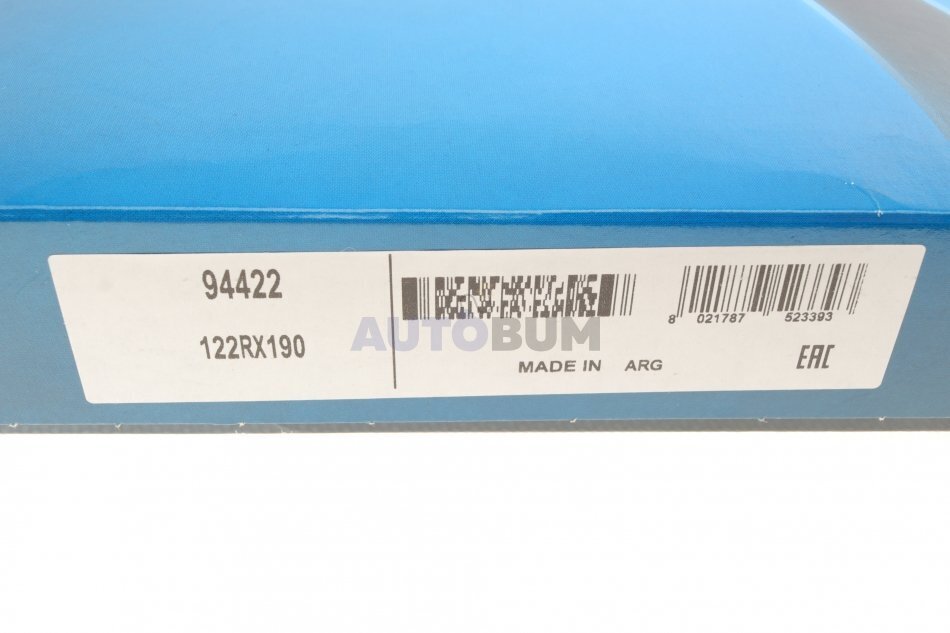 94422
122RX190
8 021787 523393
AUTOBUM
MADE IN ARG
EAC